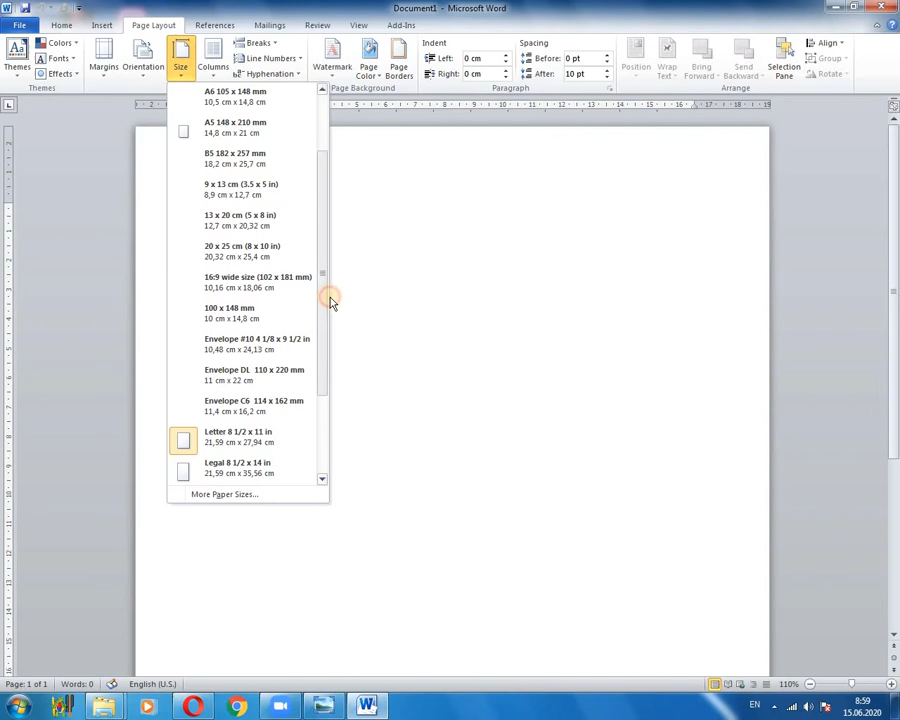 Document1 - Microsoft Word
File Home Insert Page Layout References Mailings Review View Add-Ins
Themes
Colors
Fonts
Effects
Themes
Margins
Orientation
Size
Columns
Breaks
Line Numbers
Hyphenation
Watermark
Page Color
Page Borders
Page Background
Indent
Left: 0 cm
Right: 0 cm
Spacing
Before: 0 pt
After: 10 pt
Paragraph
Position
Wrap Text
Bring Forward
Send Backward
Selection Pane
Align
Rotate
Arrange
A6 105 x 148 mm
10,5 cm x 14,8 cm
A5 148 x 210 mm
14,8 cm x 21 cm
B5 182 x 257 mm
18,2 cm x 25,7 cm
9 x 13 cm (3.5 x 5 in)
8,9 cm x 12,7 cm
13 x 20 cm (5 x 8 in)
12,7 cm x 20,32 cm
20 x 25 cm (8 x 10 in)
20,32 cm x 25,4 cm
16:9 wide size (102 x 181 mm)
10,16 cm x 18,06 cm
100 x 148 mm
10 cm x 14,8 cm
Envelope #10 4 1/8 x 9 1/2 in
10,48 cm x 24,13 cm
Envelope DL 110 x 220 mm
11 cm x 22 cm
Envelope C6 114 x 162 mm
11,4 cm x 16,2 cm
Letter 8 1/2 x 11 in
21,59 cm x 27,94 cm
Legal 8 1/2 x 14 in
21,59 cm x 35,56 cm
More Paper Sizes...
Page: 1 of 1 Words: 0 English (U.S.) 110%
EN 8:59
15.06.2020